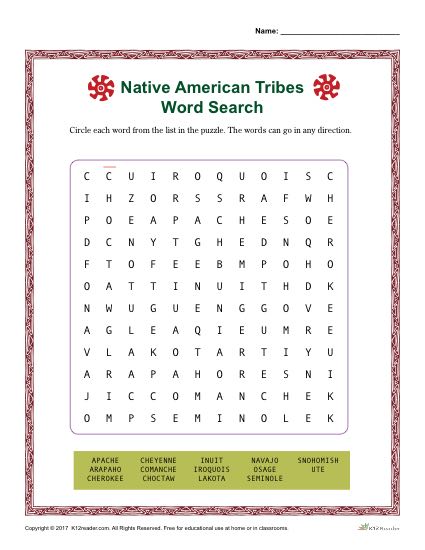 Name: ______________________________
Native American Tribes
Word Search
Circle each word from the list in the puzzle. The words can go in any direction.
C C U I R O Q U O I S C
I H Z O R S S R A F W H
P O E A P A C H E S O E
D C N Y T G H E D N Q R
F T O F E E B M P O H O
O A T T I N U I T H D K
N W U G U E N G G O V E
A G L E A Q I E U M R E
V L A K O T A R T I Y U
A R A P A H O R E S N I
J I C C O M A N C H E K
O M P S E M I N O L E K
APACHE CHEYENNE INUIT NAVAJO SNOHOMISH
ARAPAHO COMANCHE IROQUOIS OSAGE UTE
CHEROKEE CHOCTAW LAKOTA SEMINOLE
Copyright © 2017 K12reader.com. All Rights Reserved. Free for educational use at home or in classrooms.
K12Reader